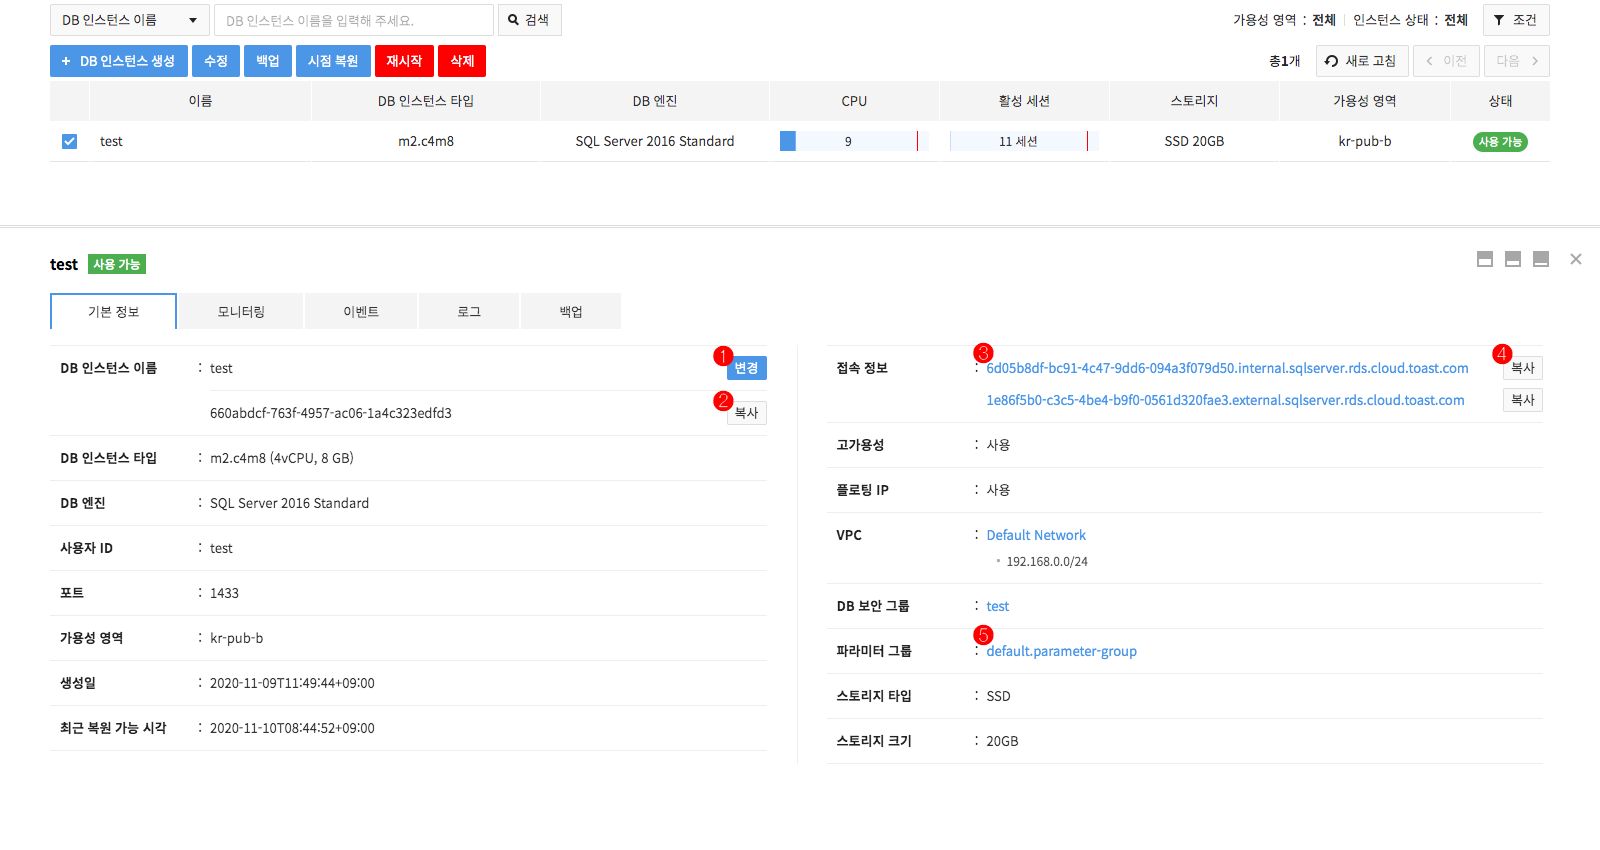 DB 인스턴스 이름
DB 인스턴스 이름을 입력해 주세요.
검색
가용성 영역 : 전체 | 인스턴스 상태 : 전체
조건
+ DB 인스턴스 생성
수정
백업
시점 복원
재시작
삭제
총1개
새로 고침
< 이전
다음 >
이름 DB 인스턴스 타입 DB 엔진 CPU 활성 세션 스토리지 가용성 영역 상태
test m2.c4m8 SQL Server 2016 Standard 9 11 세션 SSD 20GB kr-pub-b 사용 가능
test 사용 가능
기본 정보
모니터링
이벤트
로그
백업
DB 인스턴스 이름 : test
1
변경
660abdcf-763f-4957-ac06-1a4c323edfd3
2
복사
DB 인스턴스 타입 : m2.c4m8 (4vCPU, 8 GB)
DB 엔진 : SQL Server 2016 Standard
사용자 ID : test
포트 : 1433
가용성 영역 : kr-pub-b
생성일 : 2020-11-09T11:49:44+09:00
최근 복원 가능 시각 : 2020-11-10T08:44:52+09:00
3
접속 정보 : 6d05b8df-bc91-4c47-9dd6-094a3f079d50.internal.sqlserver.rds.cloud.toast.com
4
복사
1e86f5b0-c3c5-4be4-b9f0-0561d320fae3.external.sqlserver.rds.cloud.toast.com
복사
고가용성 : 사용
플로팅 IP : 사용
VPC : Default Network
• 192.168.0.0/24
DB 보안 그룹 : test
5
파라미터 그룹 : default.parameter-group
스토리지 타입 : SSD
스토리지 크기 : 20GB